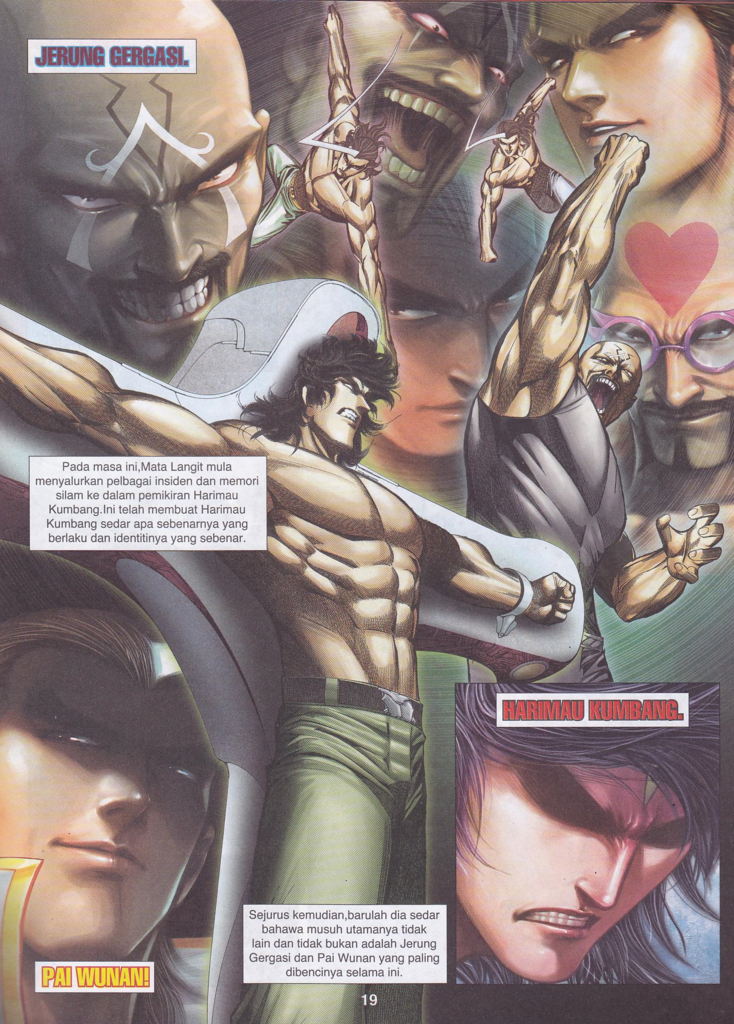 JERUNG GERGASI.
Pada masa ini,Mata Langit mula
menyalurkan pelbagai insiden dan memori
silam ke dalam pemikiran Harimau
Kumbang.Ini telah membuat Harimau
Kumbang sedar apa sebenarnya yang
berlaku dan identitinya yang sebenar.
HARIMAU KUMBANG.
Sejurus kemudian,barulah dia sedar
bahawa musuh utamanya tidak
lain dan tidak bukan adalah Jerung
Gergasi dan Pai Wunan yang paling
dibencinya selama ini.
PAI WUNAN!
19